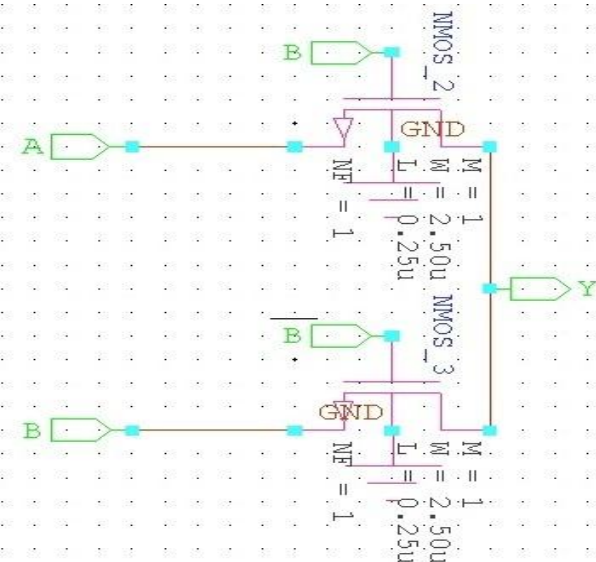 B
NMOS_2
A
GND
NF = 1
L = 0.25u
W = 2.50u
M = 1
Y
B
NMOS_3
B
GND
NF = 1
L = 0.25u
W = 2.50u
M = 1